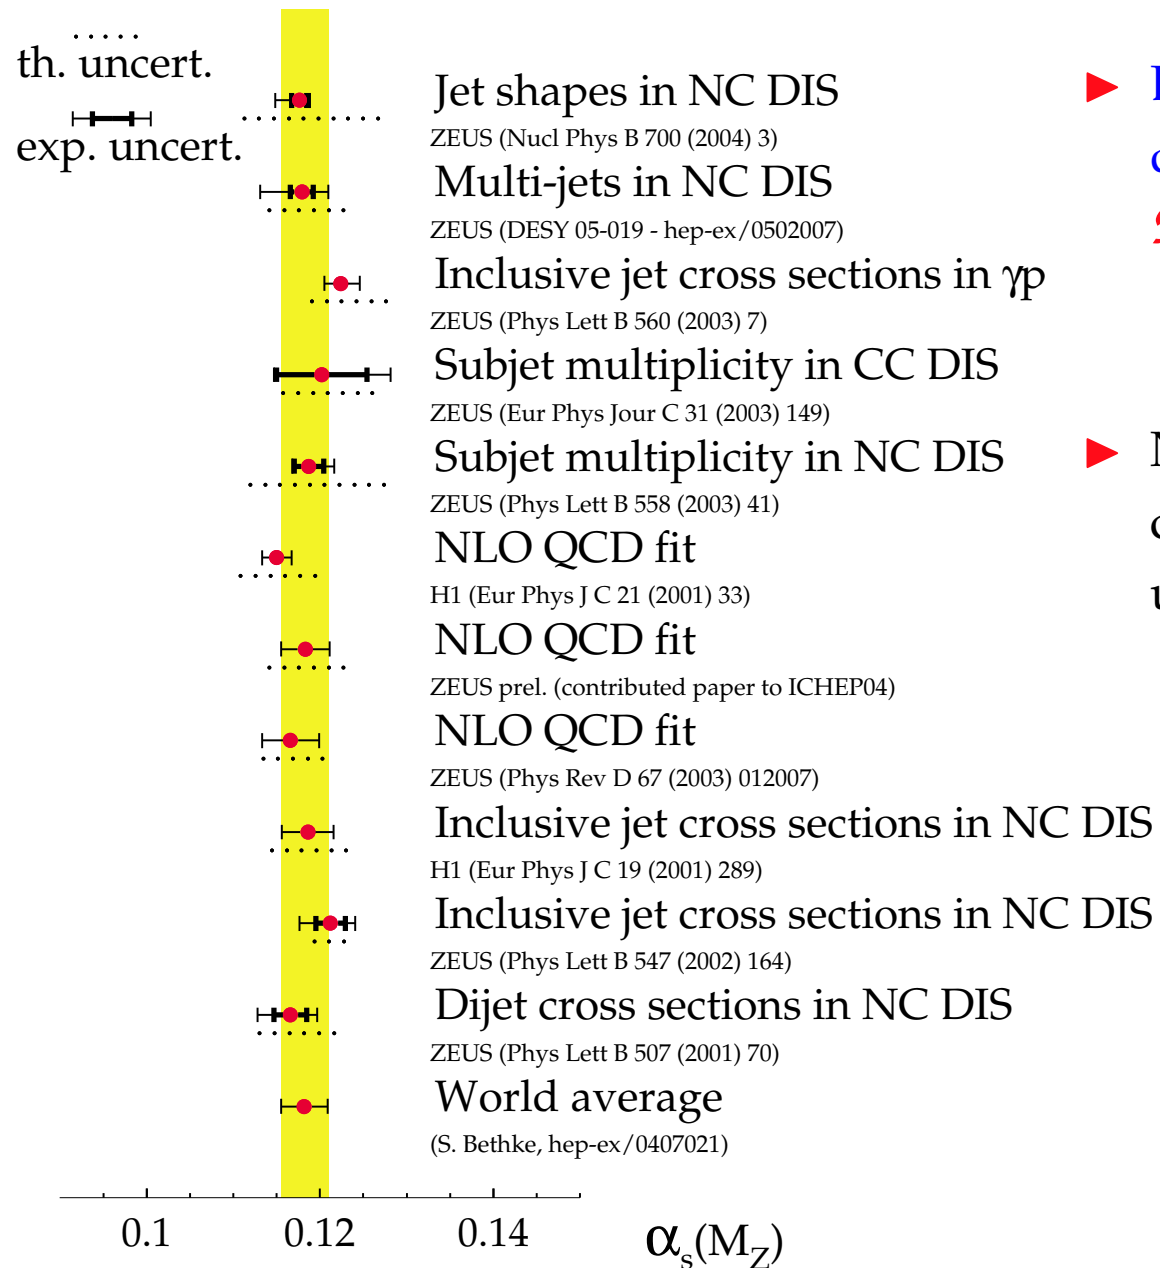 th. uncert.
exp. uncert.
Jet shapes in NC DIS
ZEUS (Nucl Phys B 700 (2004) 3)
Multi-jets in NC DIS
ZEUS (DESY 05-019 - hep-ex/0502007)
Inclusive jet cross sections in γp
ZEUS (Phys Lett B 560 (2003) 7)
Subjet multiplicity in CC DIS
ZEUS (Eur Phys Jour C 31 (2003) 149)
Subjet multiplicity in NC DIS
ZEUS (Phys Lett B 558 (2003) 41)
NLO QCD fit
H1 (Eur Phys J C 21 (2001) 33)
NLO QCD fit
ZEUS prel. (contributed paper to ICHEP04)
NLO QCD fit
ZEUS (Phys Rev D 67 (2003) 012007)
Inclusive jet cross sections in NC DIS
H1 (Eur Phys J C 19 (2001) 289)
Inclusive jet cross sections in NC DIS
ZEUS (Phys Lett B 547 (2002) 164)
Dijet cross sections in NC DIS
ZEUS (Phys Lett B 507 (2001) 70)
World average
(S. Bethke, hep-ex/0407021)
0.1 0.12 0.14
αs(MZ)